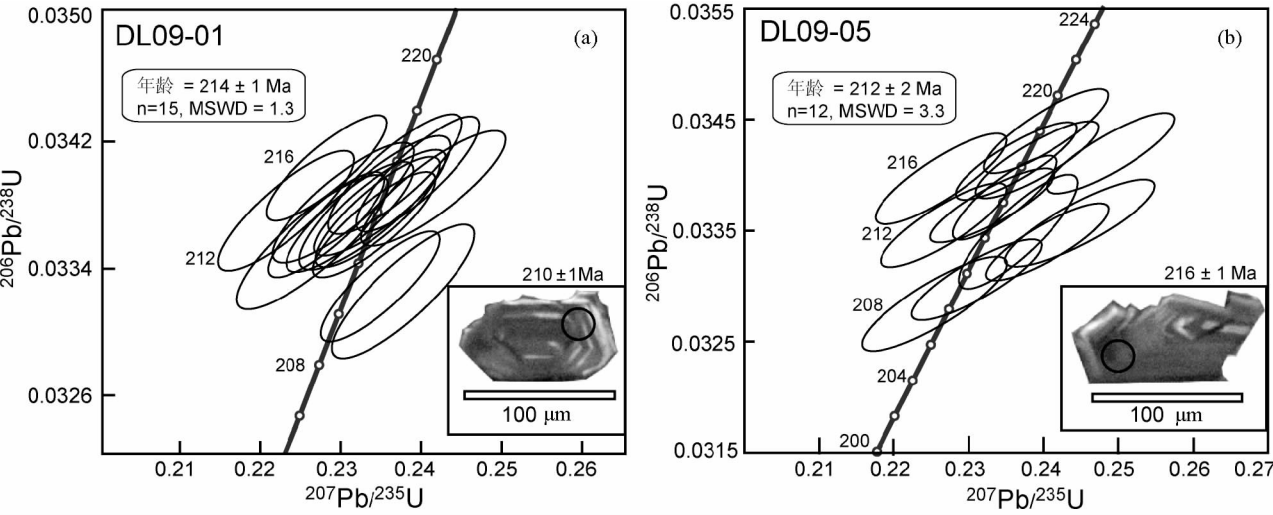 DL09-01
(a)
年龄 = 214 ± 1 Ma
n=15, MSWD = 1.3
0.0350
0.0342
0.0334
0.0326
²⁰⁶Pb/²³⁸U
220
216
212
208
210 ± 1Ma
100 μm
0.21
0.22
0.23
0.24
0.25
0.26
²⁰⁷Pb/²³⁵U
DL09-05
(b)
年龄 = 212 ± 2 Ma
n=12, MSWD = 3.3
0.0355
0.0345
0.0335
0.0325
0.0315
²⁰⁶Pb/²³⁸U
224
220
216
212
208
204
200
216 ± 1 Ma
100 μm
0.21
0.22
0.23
0.24
0.25
0.26
0.27
²⁰⁷Pb/²³⁵U